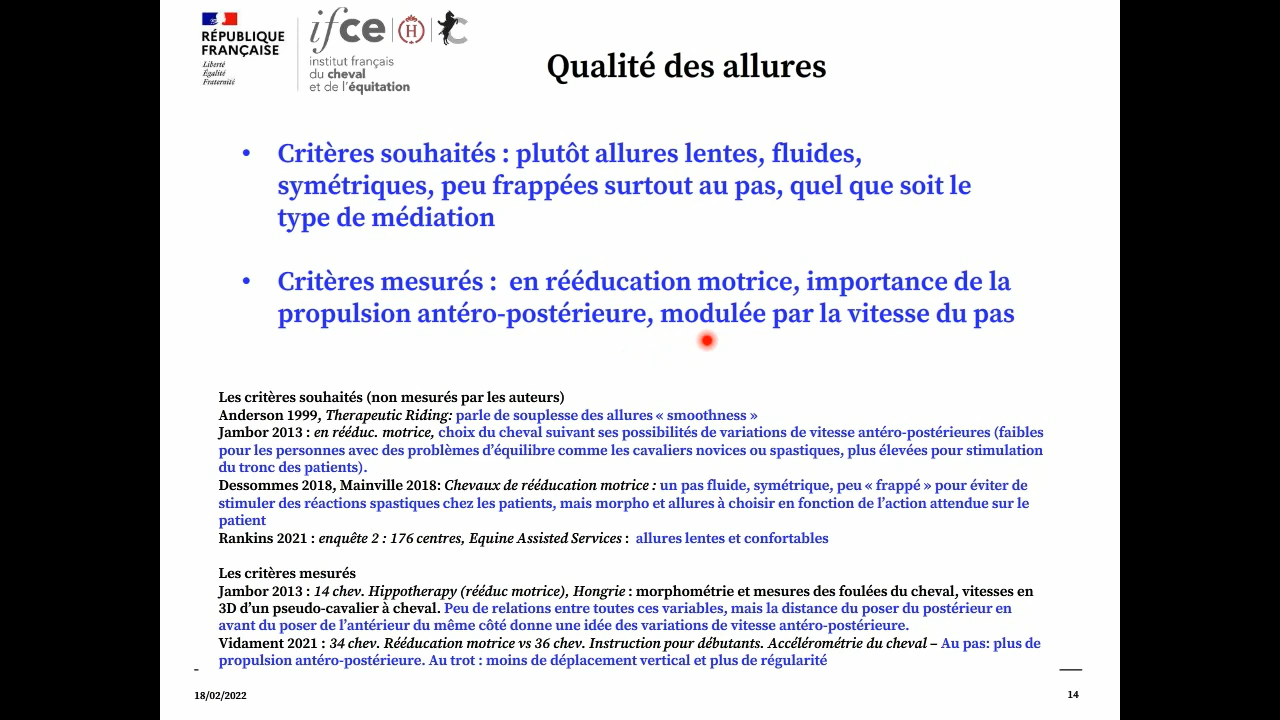 RÉPUBLIQUE
FRANÇAISE
Liberté
Égalité
Fraternité
ifce
H
institut français
du cheval
et de l'équitation
Qualité des allures
• Critères souhaités : plutôt allures lentes, fluides,
symétriques, peu frappées surtout au pas, quel que soit le
type de médiation
• Critères mesurés : en rééducation motrice, importance de la
propulsion antéro-postérieure, modulée par la vitesse du pas
Les critères souhaités (non mesurés par les auteurs)
Anderson 1999, Therapeutic Riding: parle de souplesse des allures « smoothness »
Jambor 2013 : en rééduc. motrice, choix du cheval suivant ses possibilités de variations de vitesse antéro-postérieures (faibles
pour les personnes avec des problèmes d'équilibre comme les cavaliers novices ou spastiques, plus élevées pour stimulation
du tronc des patients).
Dessommes 2018, Mainville 2018: Chevaux de rééducation motrice : un pas fluide, symétrique, peu « frappé » pour éviter de
stimuler des réactions spastiques chez les patients, mais morpho et allures à choisir en fonction de l'action attendue sur le
patient
Rankins 2021 : enquête 2 : 176 centres, Equine Assisted Services : allures lentes et confortables
Les critères mesurés
Jambor 2013 : 14 chev. Hippotherapy (rééduc motrice), Hongrie : morphométrie et mesures des foulées du cheval, vitesses en
3D d'un pseudo-cavalier à cheval. Peu de relations entre toutes ces variables, mais la distance du poser du postérieur en
avant du poser de l'antérieur du même côté donne une idée des variations de vitesse antéro-postérieure.
Vidament 2021 : 34 chev. Rééducation motrice vs 36 chev. Instruction pour débutants. Accélérométrie du cheval – Au pas: plus de
propulsion antéro-postérieure. Au trot : moins de déplacement vertical et plus de régularité
18/02/2022
14